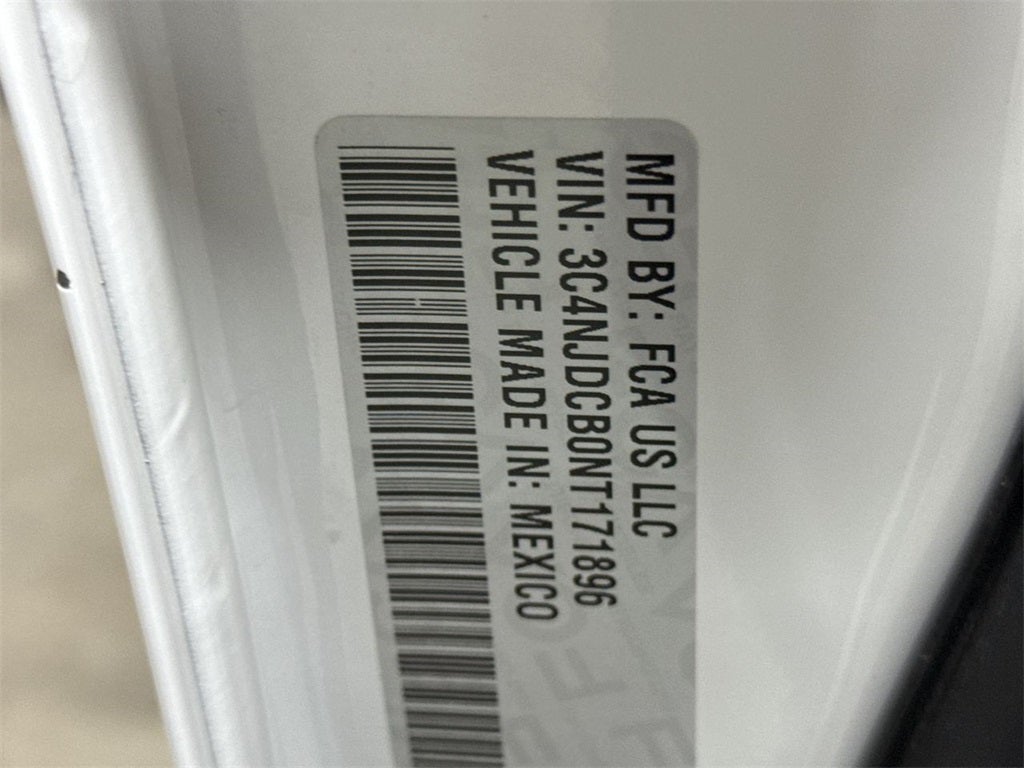 MFD BY: FCA US LLC
VIN: 3C4NJDCB0NT171896
VEHICLE MADE IN: MEXICO